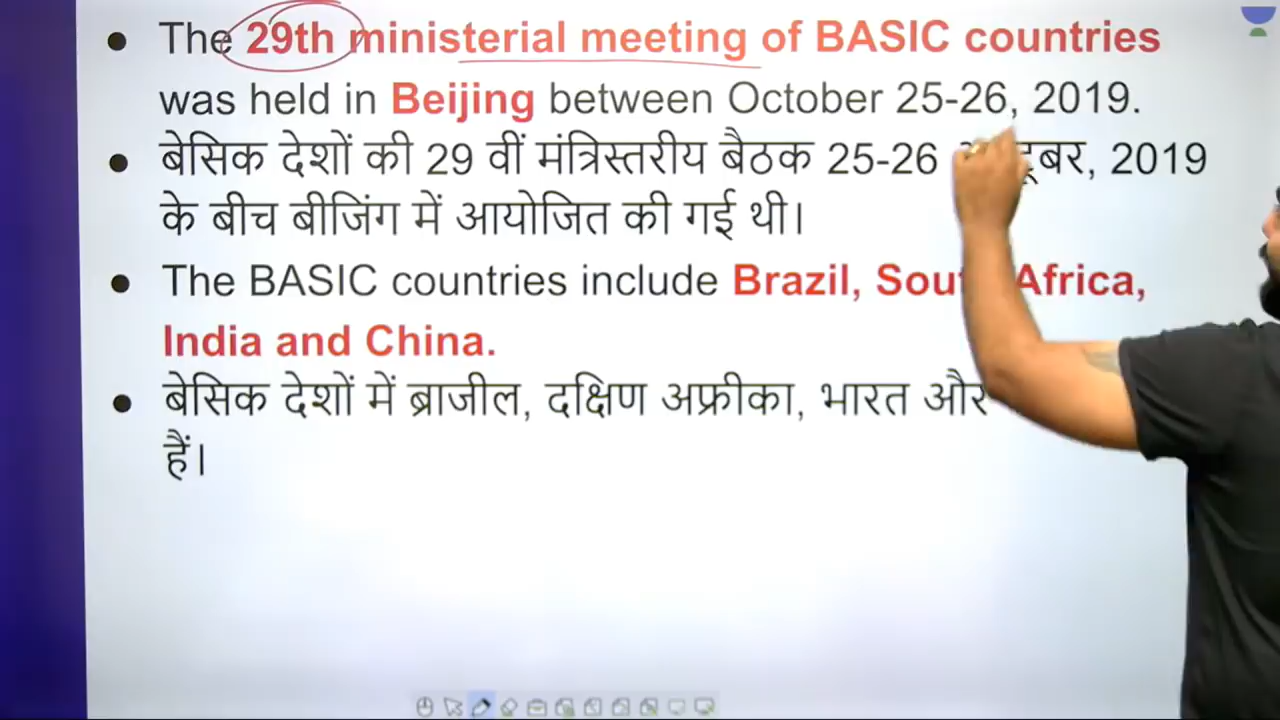 The 29th ministerial meeting of BASIC countries
was held in Beijing between October 25-26, 2019.
बेसिक देशों की 29 वीं मंत्रिस्तरीय बैठक 25-26 2019
के बीच बीजिंग में आयोजित की गई थी।
The BASIC countries include Brazil, South Africa,
India and China.
बेसिक देशों में ब्राजील, दक्षिण अफ्रीका, भारत और
हैं।